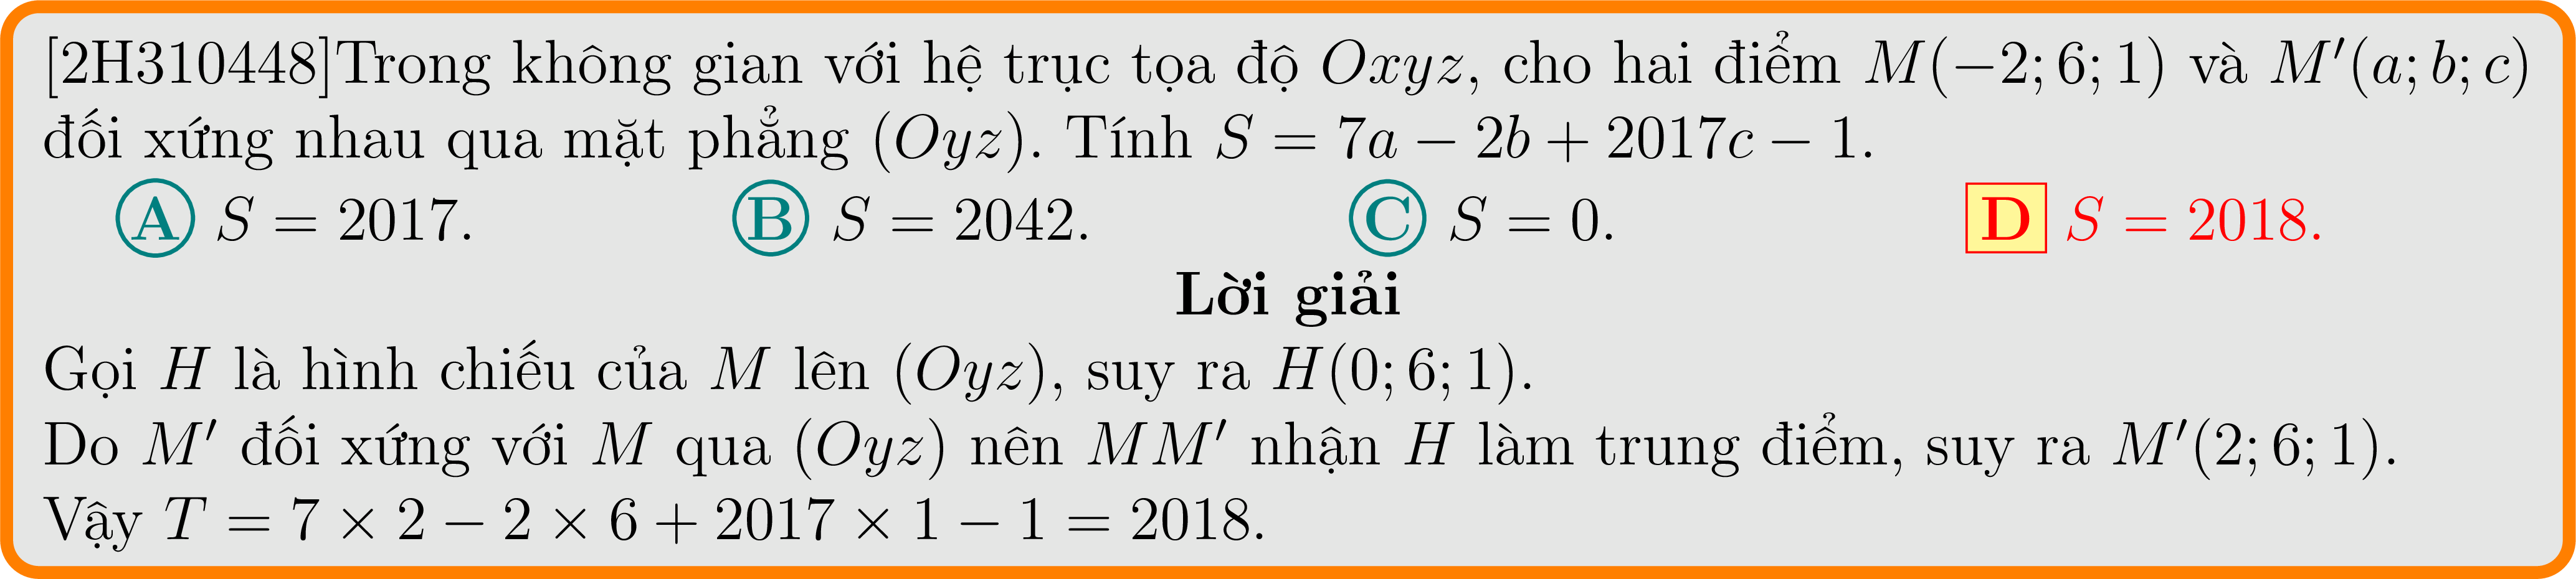 [2H310448]Trong không gian với hệ trục tọa độ Oxyz, cho hai điểm M(−2; 6; 1) và M′(a; b; c)
đối xứng nhau qua mặt phẳng (Oyz). Tính S = 7a − 2b + 2017c − 1.
A S = 2017. B S = 2042. C S = 0. D S = 2018.
Lời giải
Gọi H là hình chiếu của M lên (Oyz), suy ra H(0; 6; 1).
Do M′ đối xứng với M qua (Oyz) nên MM′ nhận H làm trung điểm, suy ra M′(2; 6; 1).
Vậy T = 7 × 2 − 2 × 6 + 2017 × 1 − 1 = 2018.